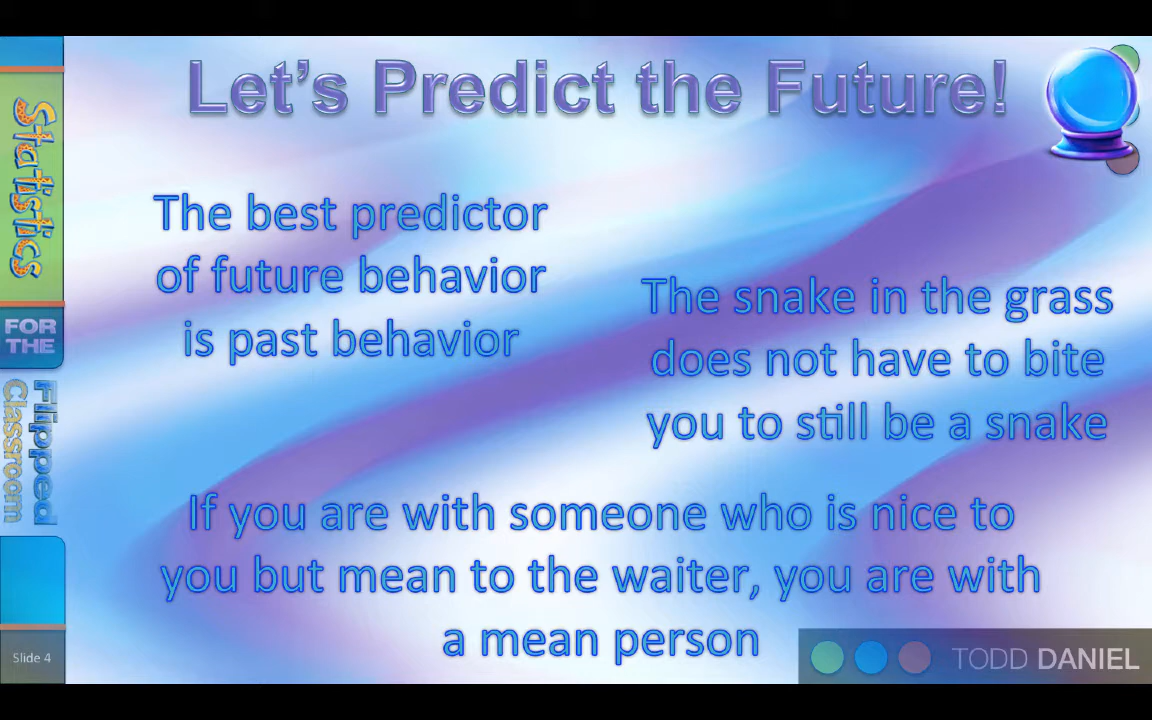 Let's Predict the Future!
Statistics
FOR
THE
Flipped
Classroom
The best predictor
of future behavior
is past behavior
The snake in the grass
does not have to bite
you to still be a snake
If you are with someone who is nice to
you but mean to the waiter, you are with
a mean person
Slide 4
TODD DANIEL